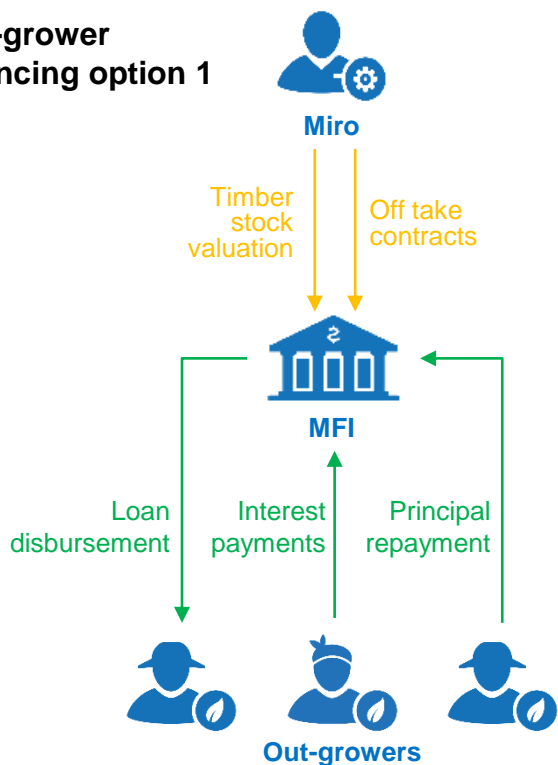 -grower
ncing option 1
Miro
Timber
stock
valuation
Off take
contracts
$
MFI
Loan
disbursement
Interest
payments
Principal
repayment
Out-growers